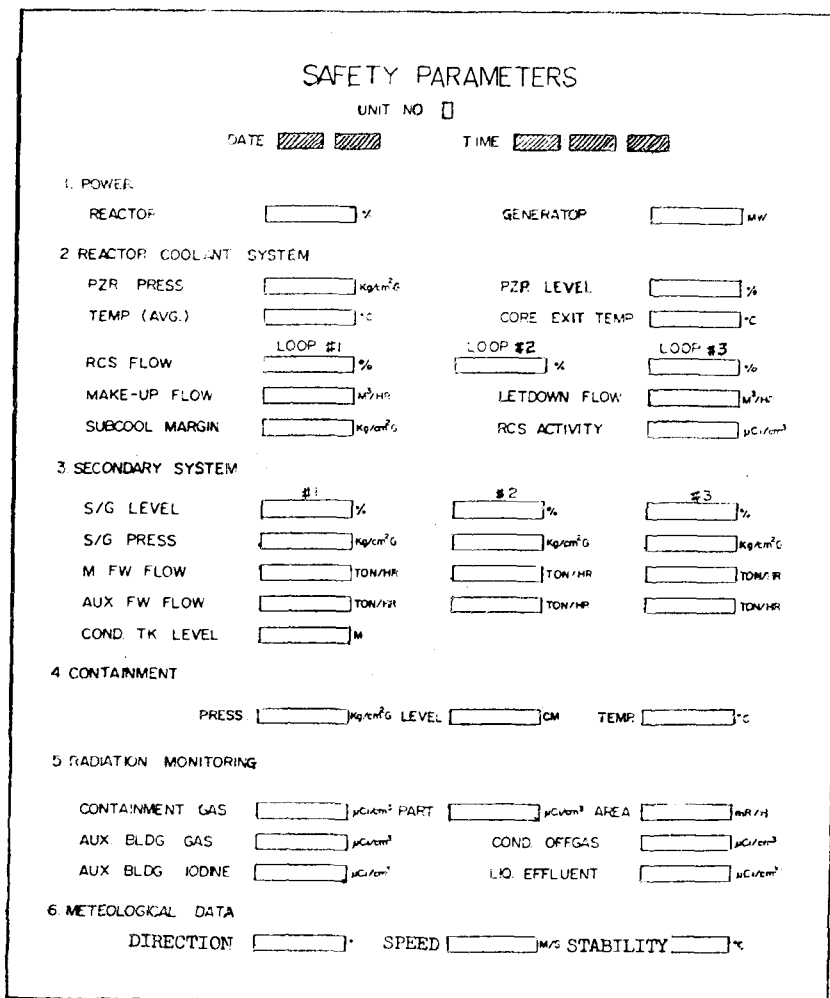 SAFETY PARAMETERS
UNIT NO
DATE TIME
1. POWER
REACTOR % GENERATOR MW
2 REACTOR COOLANT SYSTEM
PZR PRESS Kg/cm²G PZR LEVEL %
TEMP (AVG.) °C CORE EXIT TEMP °C
LOOP #1 LOOP #2 LOOP #3
RCS FLOW % % %
MAKE-UP FLOW M³/HR LETDOWN FLOW M³/HR
SUBCOOL MARGIN Kg/cm²G RCS ACTIVITY µCi/cm³
3. SECONDARY SYSTEM
#1 #2 #3
S/G LEVEL % % %
S/G PRESS Kg/cm²G Kg/cm²G Kg/cm²G
M FW FLOW TON/HR TON/HR TON/HR
AUX FW FLOW TON/HR TON/HR TON/HR
COND. TK LEVEL M
4 CONTAINMENT
PRESS. Kg/cm²G LEVEL CM TEMP. °C
5 RADIATION MONITORING
CONTAINMENT GAS µCi/cm³ PART µCi/cm³ AREA mR/H
AUX. BLDG GAS µCi/cm³ COND. OFFGAS µCi/cm³
AUX BLDG IODINE µCi/cm³ LIQ. EFFLUENT µCi/cm³
6. METEOLOGICAL DATA
DIRECTION ° SPEED M/S STABILITY °C